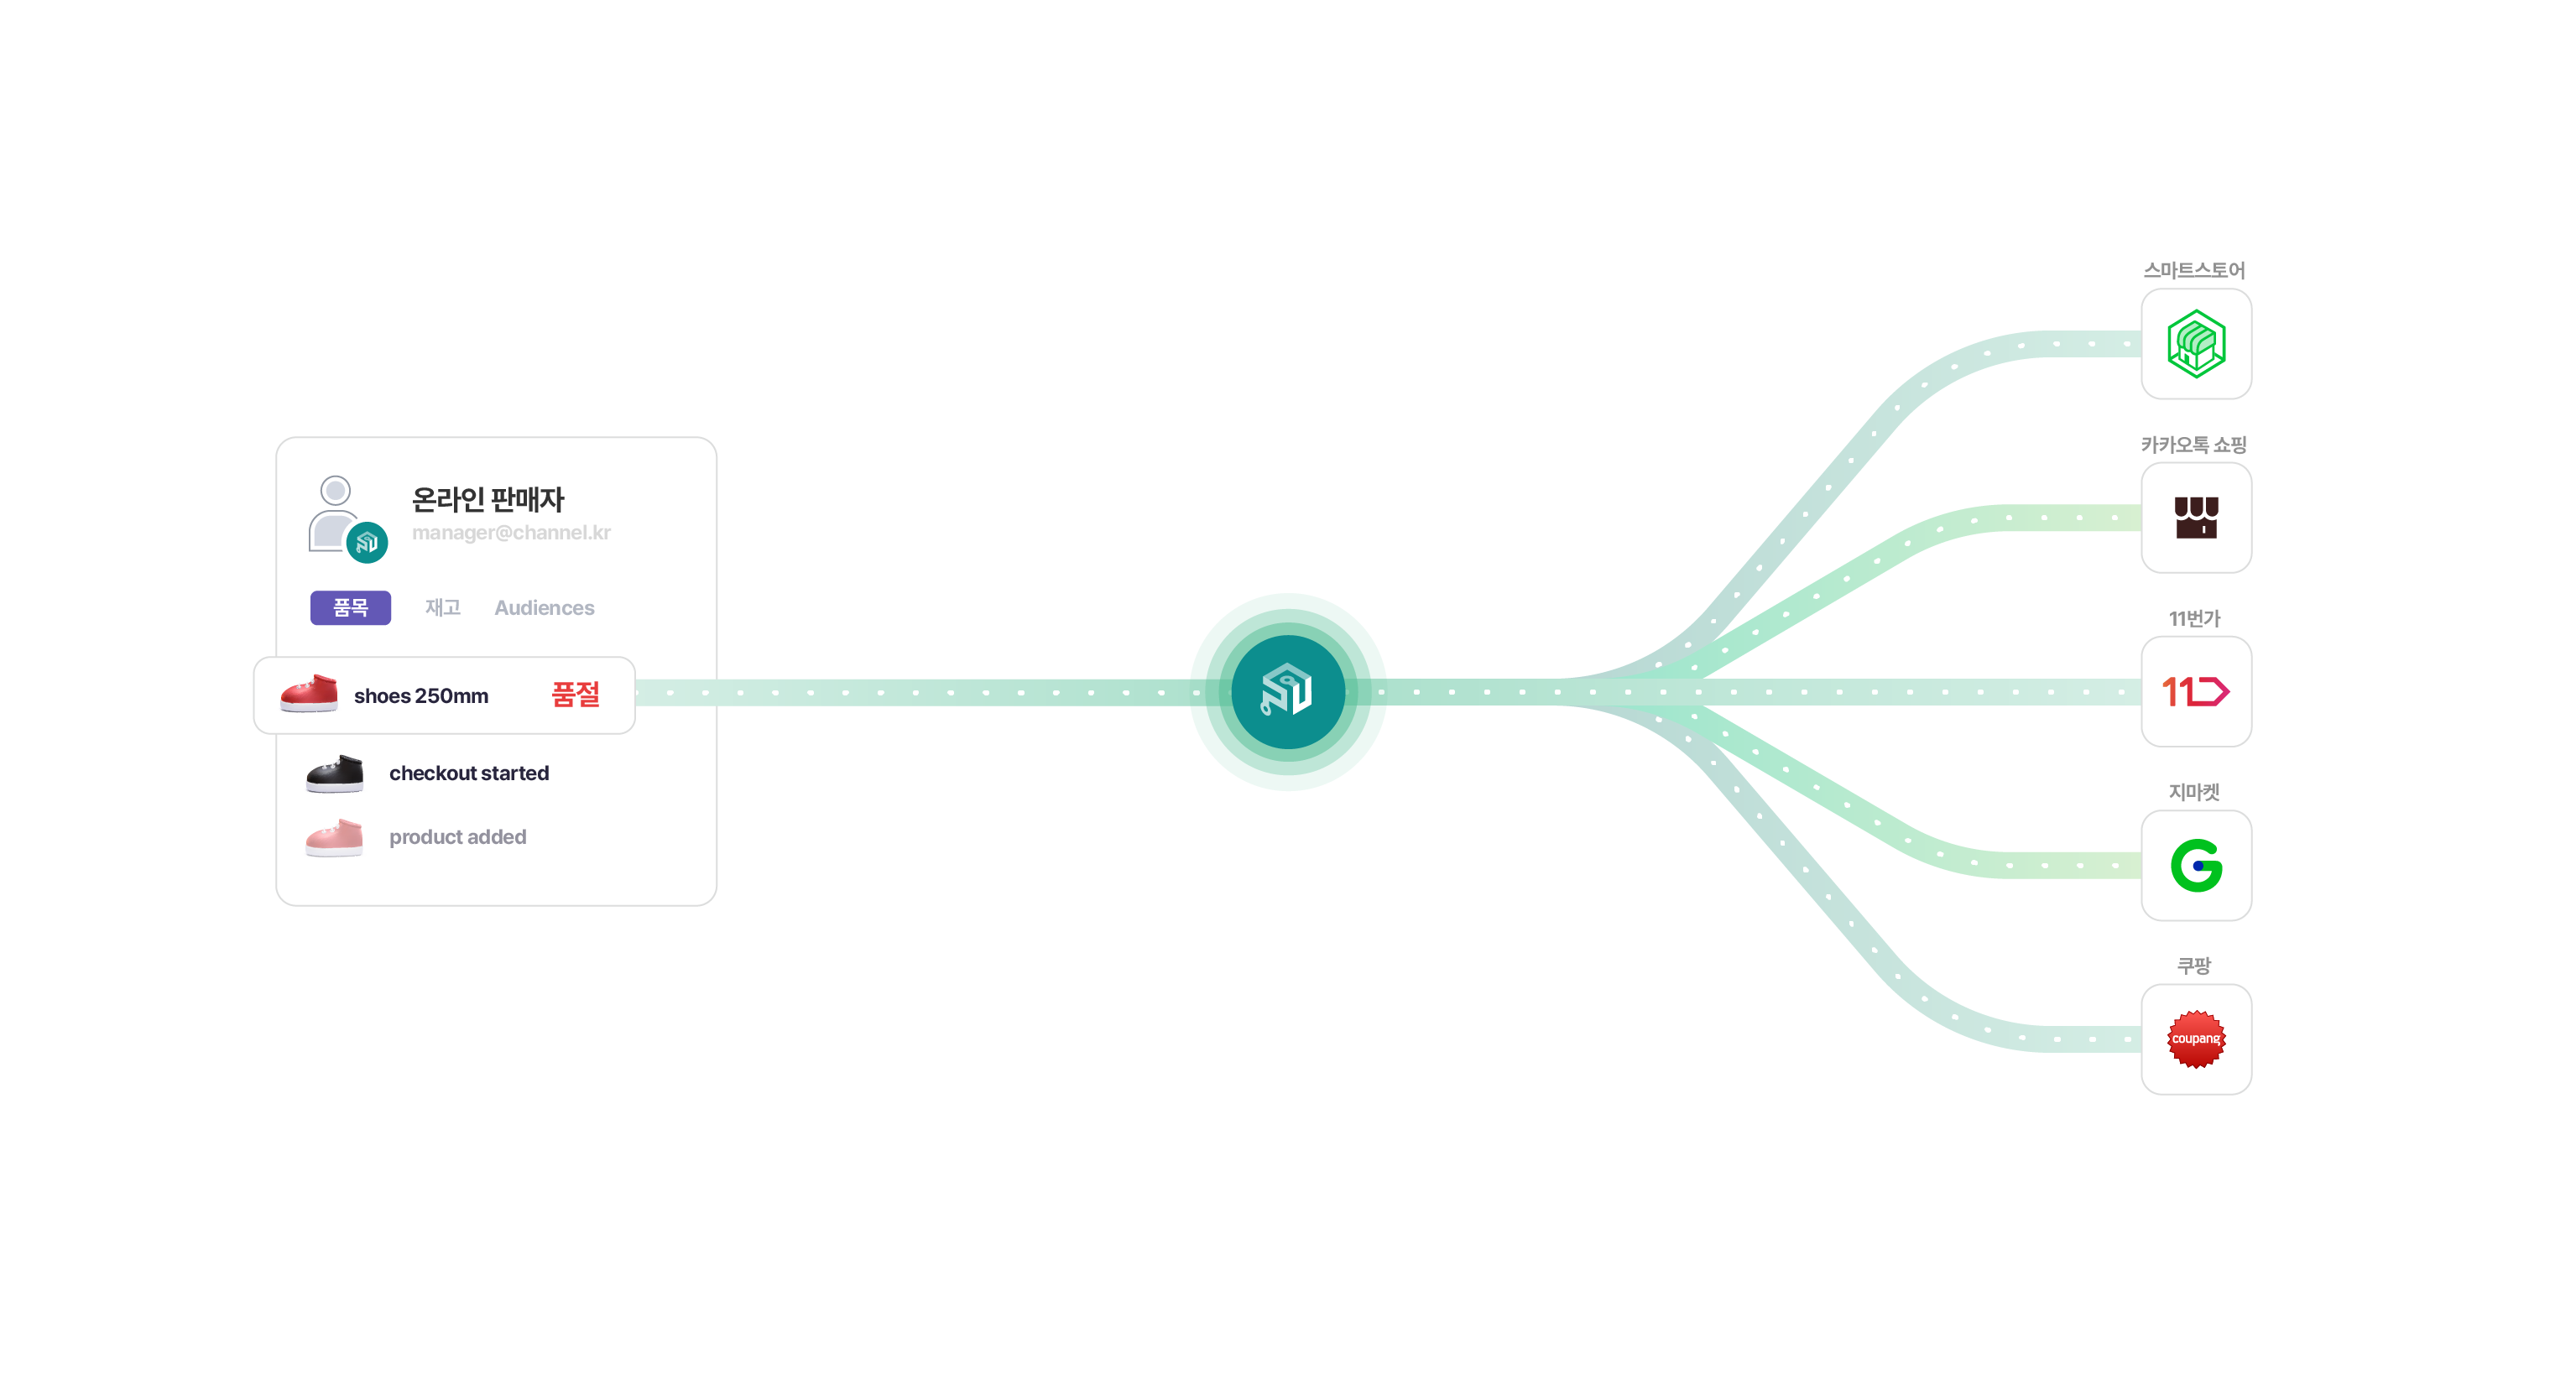 온라인 판매자
manager@channel.kr
품목 재고 Audiences
shoes 250mm 품절
checkout started
product added
스마트스토어
카카오톡 쇼핑
11번가
11
지마켓
G
쿠팡
coupang